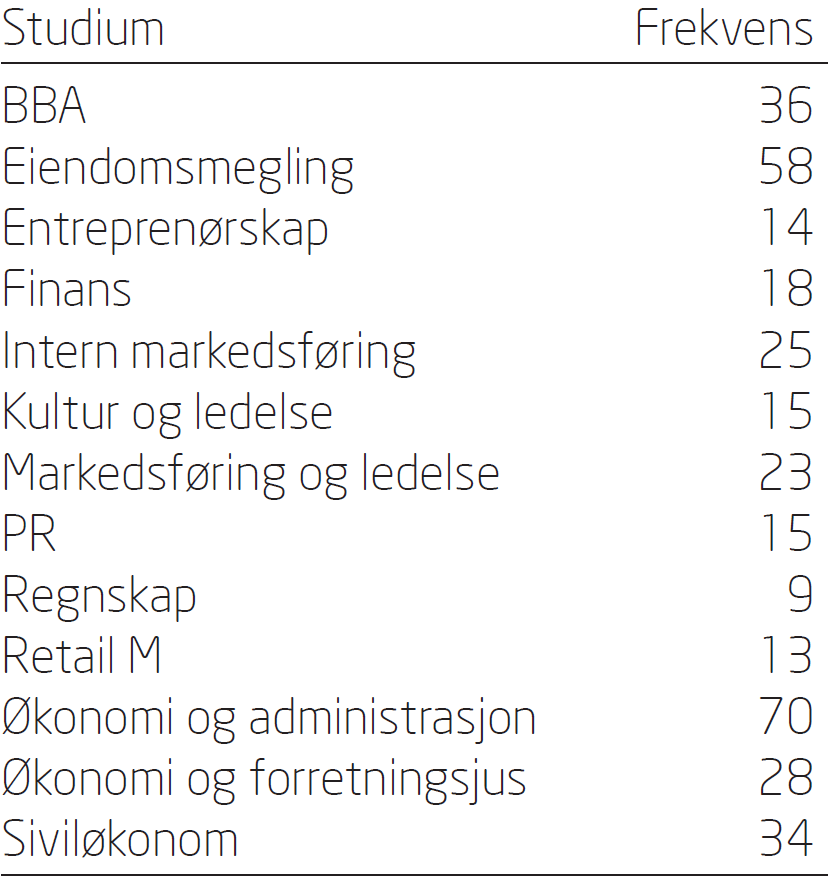 Studium Frekvens
BBA 36
Eiendomsmegling 58
Entreprenørskap 14
Finans 18
Intern markedsføring 25
Kultur og ledelse 15
Markedsføring og ledelse 23
PR 15
Regnskap 9
Retail M 13
Økonomi og administrasjon 70
Økonomi og forretningsjus 28
Siviløkonom 34